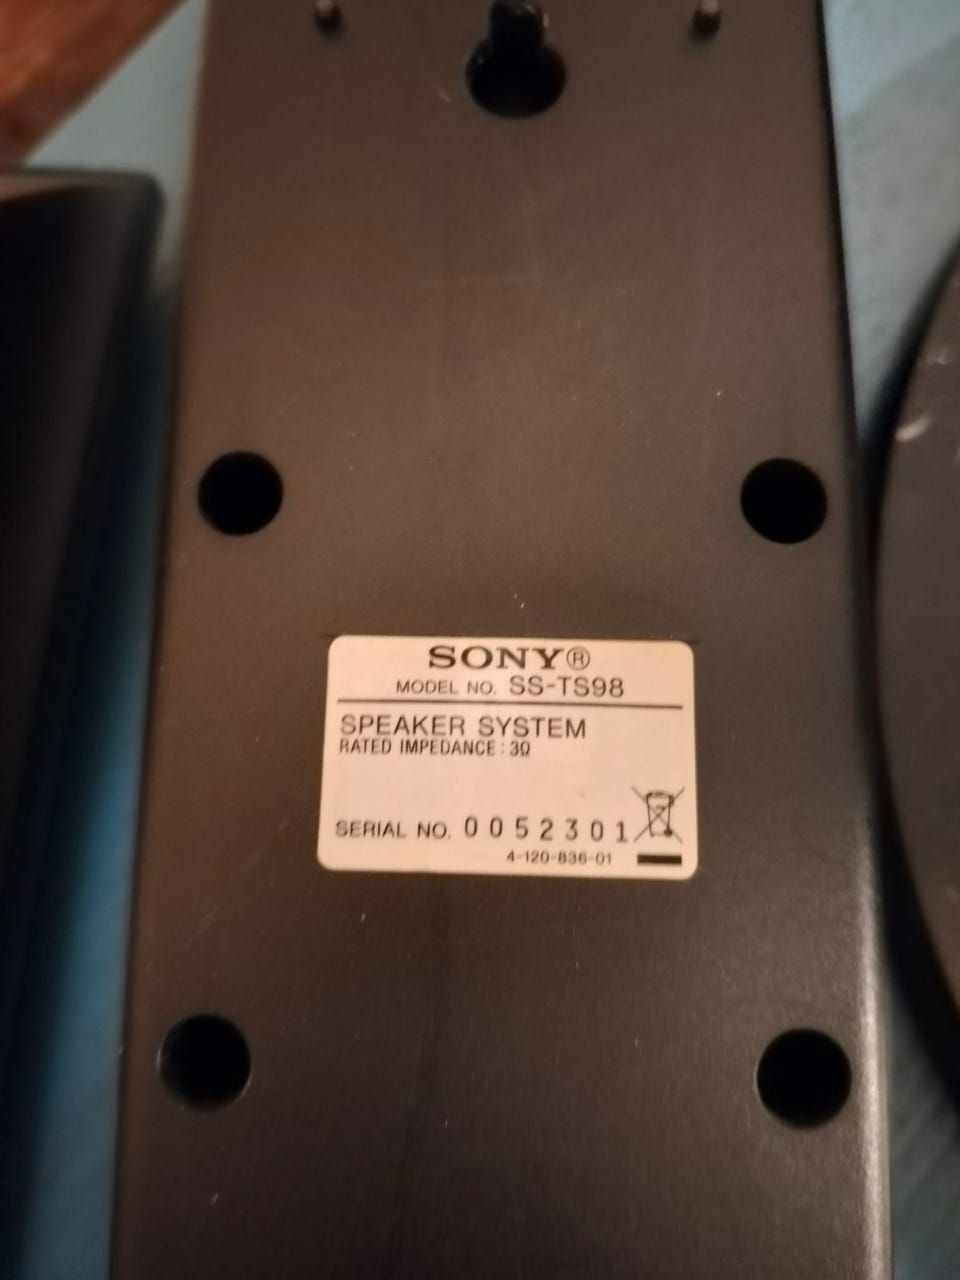 SONY®
MODEL NO. SS-TS98
SPEAKER SYSTEM
RATED IMPEDANCE : 3Ω
SERIAL NO. 0052301
4-120-836-01